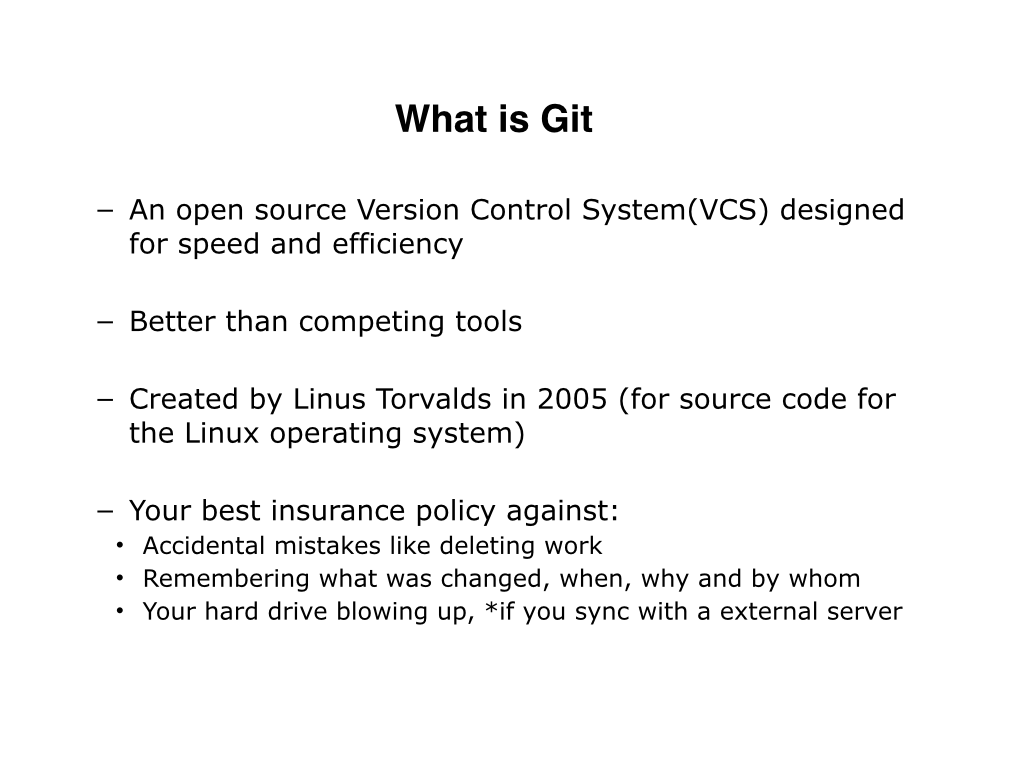 What is Git
– An open source Version Control System(VCS) designed
for speed and efficiency
– Better than competing tools
– Created by Linus Torvalds in 2005 (for source code for
the Linux operating system)
– Your best insurance policy against:
• Accidental mistakes like deleting work
• Remembering what was changed, when, why and by whom
• Your hard drive blowing up, *if you sync with a external server